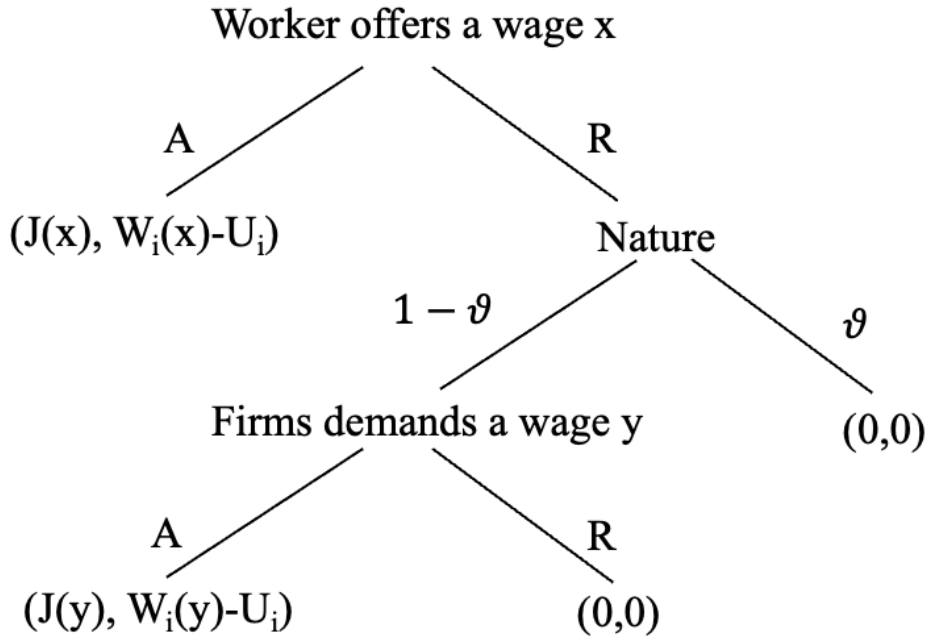 Worker offers a wage x
A
R
(J(x), Wᵢ(x)-Uᵢ)
Nature
1 − ϑ
ϑ
Firms demands a wage y
(0,0)
A
R
(J(y), Wᵢ(y)-Uᵢ)
(0,0)